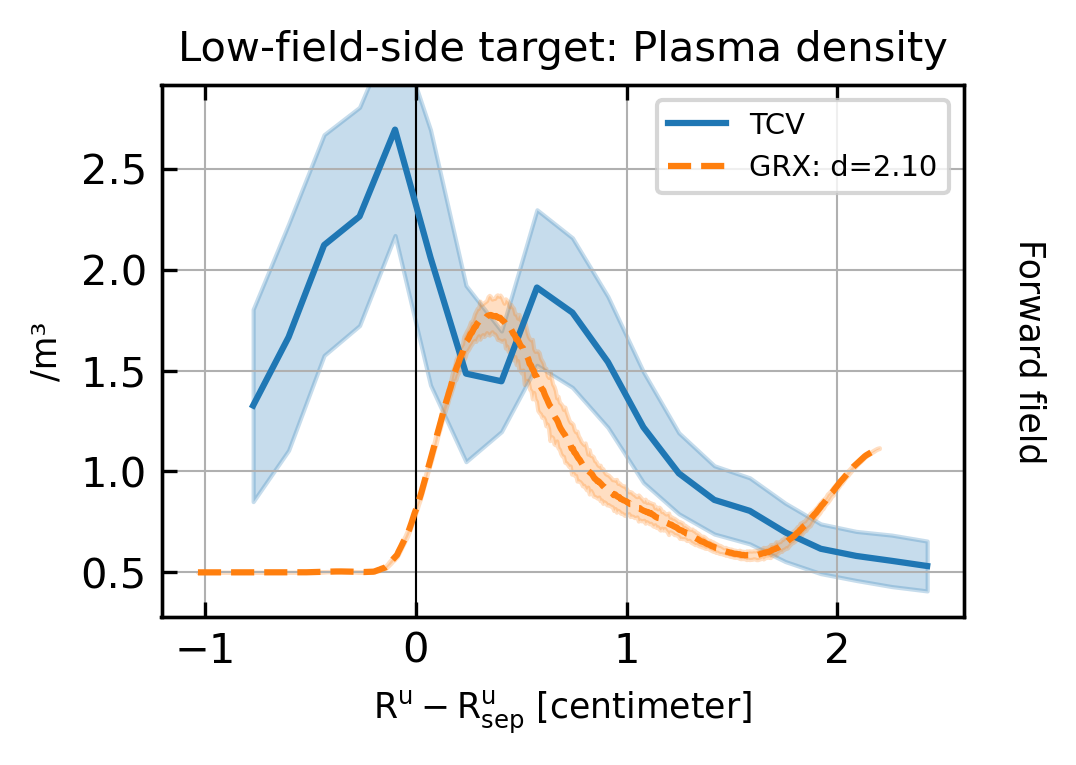 Low-field-side target: Plasma density
TCV
GRX: d=2.10
2.5
2.0
1.5
1.0
0.5
/m³
−1
0
1
2
Rᵘ − Rᵘ_sep [centimeter]
Forward field